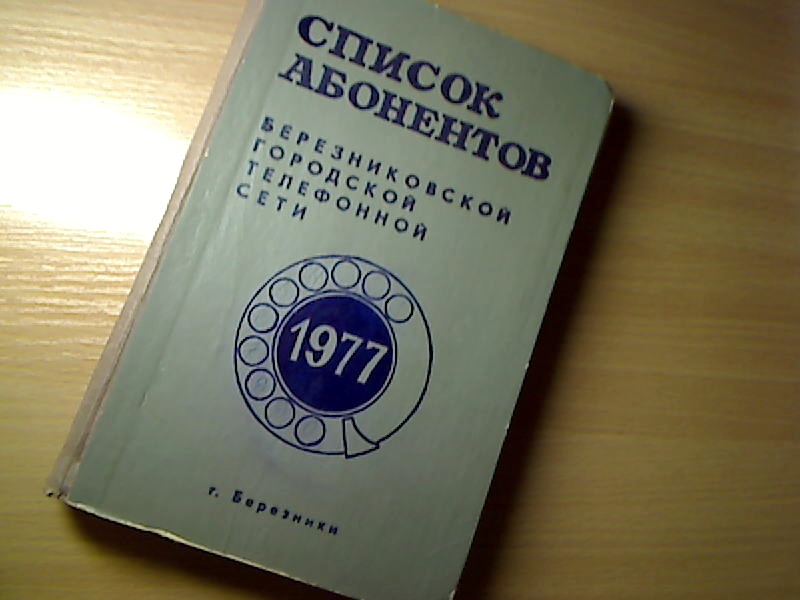 СПИСОК
АБОНЕНТОВ
БЕРЕЗНИКОВСКОЙ
ГОРОДСКОЙ
ТЕЛЕФОННОЙ
СЕТИ
1977
г. Березники